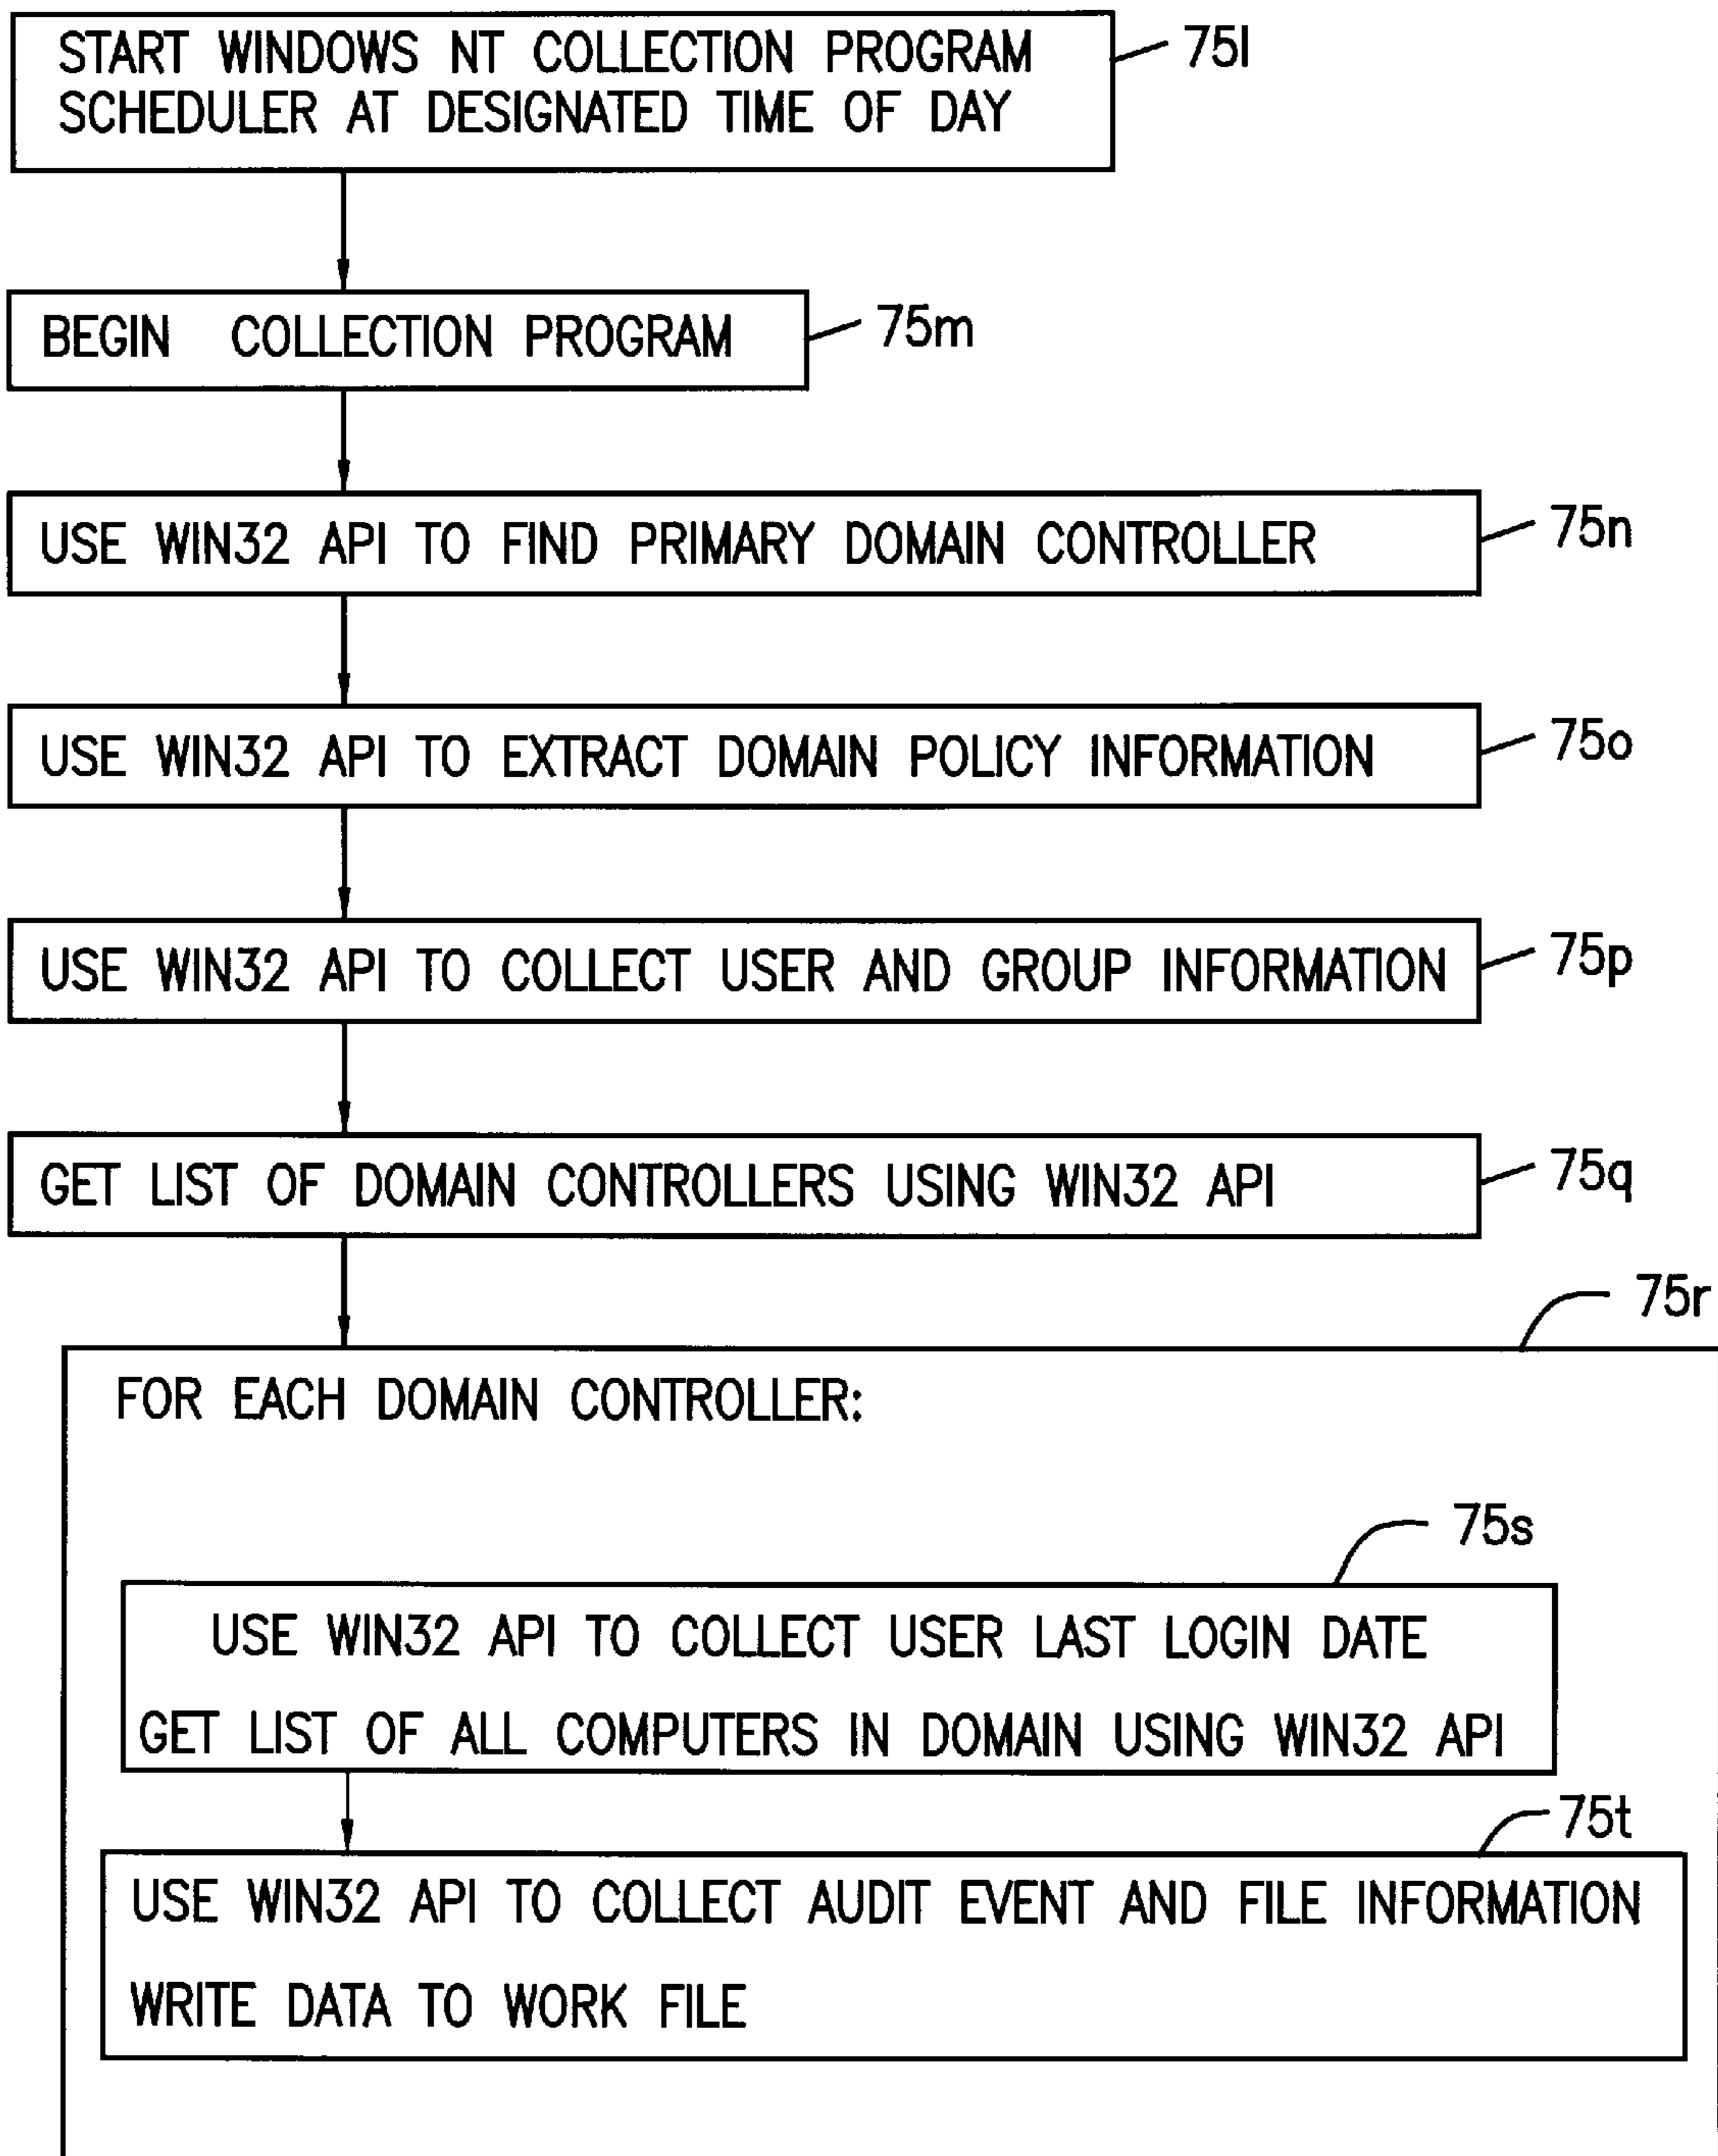 START WINDOWS NT COLLECTION PROGRAM
SCHEDULER AT DESIGNATED TIME OF DAY
75l
BEGIN COLLECTION PROGRAM
75m
USE WIN32 API TO FIND PRIMARY DOMAIN CONTROLLER
75n
USE WIN32 API TO EXTRACT DOMAIN POLICY INFORMATION
75o
USE WIN32 API TO COLLECT USER AND GROUP INFORMATION
75p
GET LIST OF DOMAIN CONTROLLERS USING WIN32 API
75q
75r
FOR EACH DOMAIN CONTROLLER:
75s
USE WIN32 API TO COLLECT USER LAST LOGIN DATE
GET LIST OF ALL COMPUTERS IN DOMAIN USING WIN32 API
75t
USE WIN32 API TO COLLECT AUDIT EVENT AND FILE INFORMATION
WRITE DATA TO WORK FILE